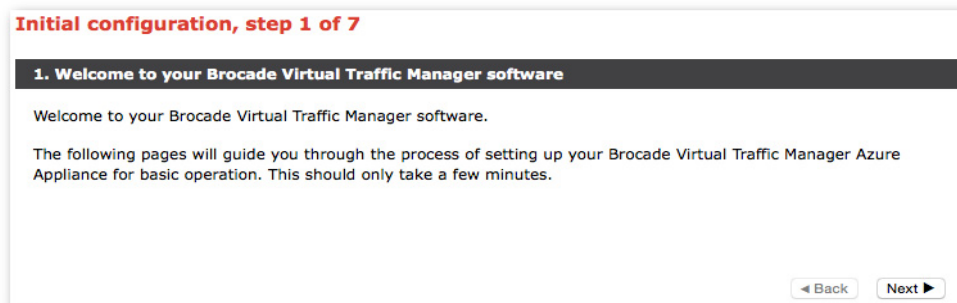 Initial configuration, step 1 of 7
1. Welcome to your Brocade Virtual Traffic Manager software
Welcome to your Brocade Virtual Traffic Manager software.
The following pages will guide you through the process of setting up your Brocade Virtual Traffic Manager Azure
Appliance for basic operation. This should only take a few minutes.
◄ Back Next ►